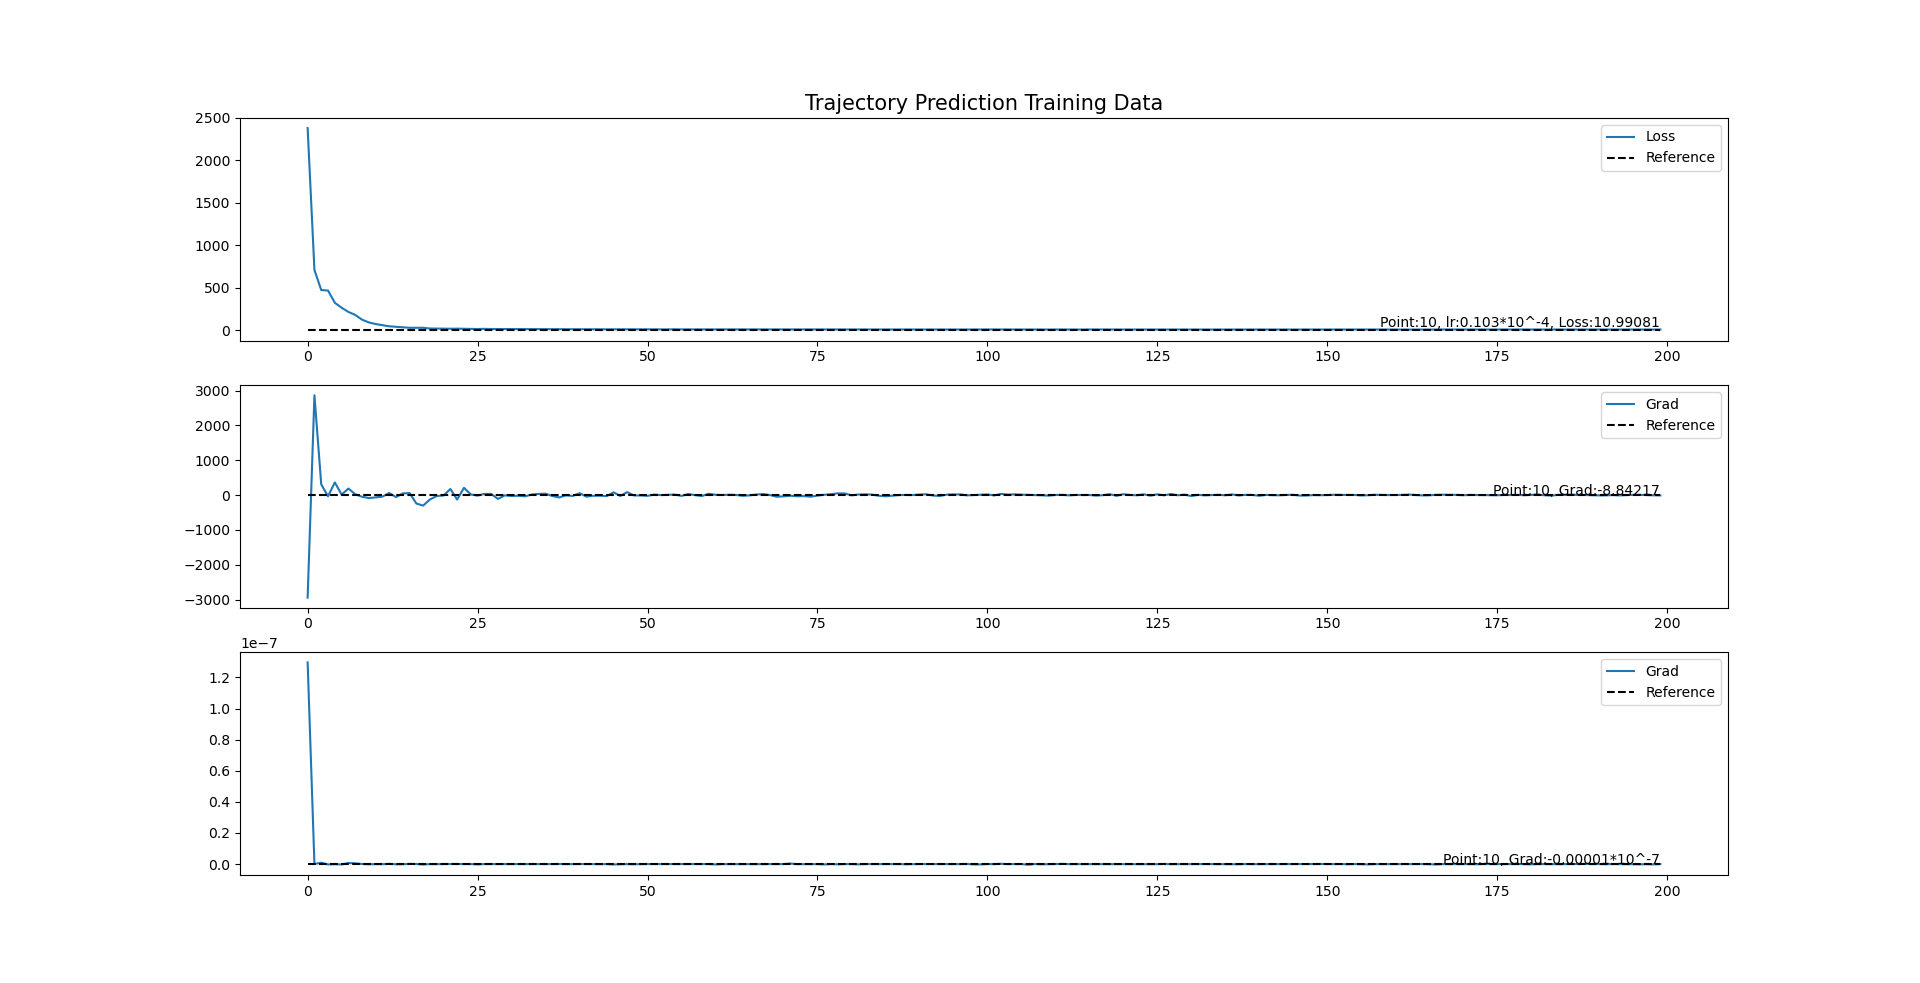 Trajectory Prediction Training Data
2500
2000
1500
1000
500
0
Loss
Reference
Point:10, lr:0.103*10^-4, Loss:10.99081
0 25 50 75 100 125 150 175 200
3000
2000
1000
0
−1000
−2000
−3000
Grad
Reference
Point:10, Grad:-8.84217
0 25 50 75 100 125 150 175 200
1e−7
1.2
1.0
0.8
0.6
0.4
0.2
0.0
Grad
Reference
Point:10, Grad:-0.00001*10^-7
0 25 50 75 100 125 150 175 200